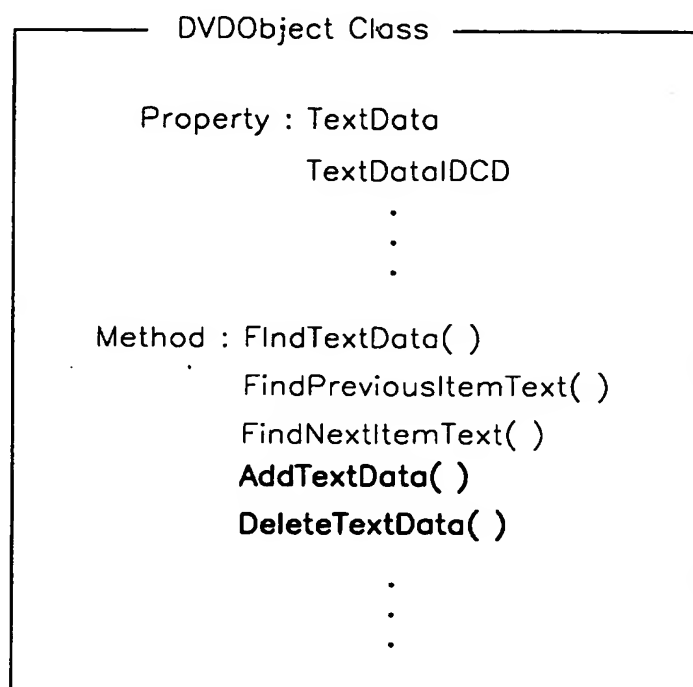 DVDObject Class
Property : TextData
TextDataIDCD
.
.
.
Method : FIndTextData( )
FindPreviousItemText( )
FindNextItemText( )
AddTextData( )
DeleteTextData( )
.
.
.